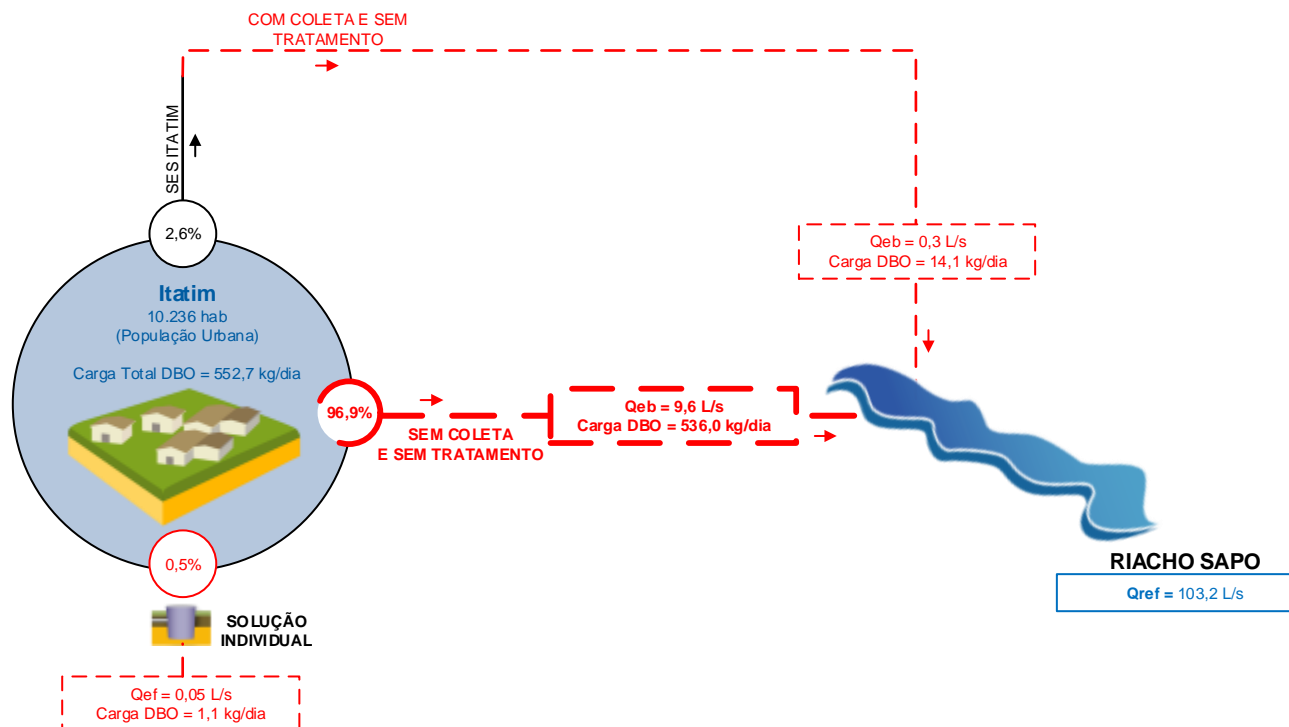 COM COLETA E SEM
TRATAMENTO
SES ITATIM
2,6%
Qeb = 0,3 L/s
Carga DBO = 14,1 kg/dia
Itatim
10.236 hab
(População Urbana)
Carga Total DBO = 552,7 kg/dia
96,9%
SEM COLETA
E SEM TRATAMENTO
Qeb = 9,6 L/s
Carga DBO = 536,0 kg/dia
RIACHO SAPO
Qref = 103,2 L/s
0,5%
SOLUÇÃO
INDIVIDUAL
Qef = 0,05 L/s
Carga DBO = 1,1 kg/dia